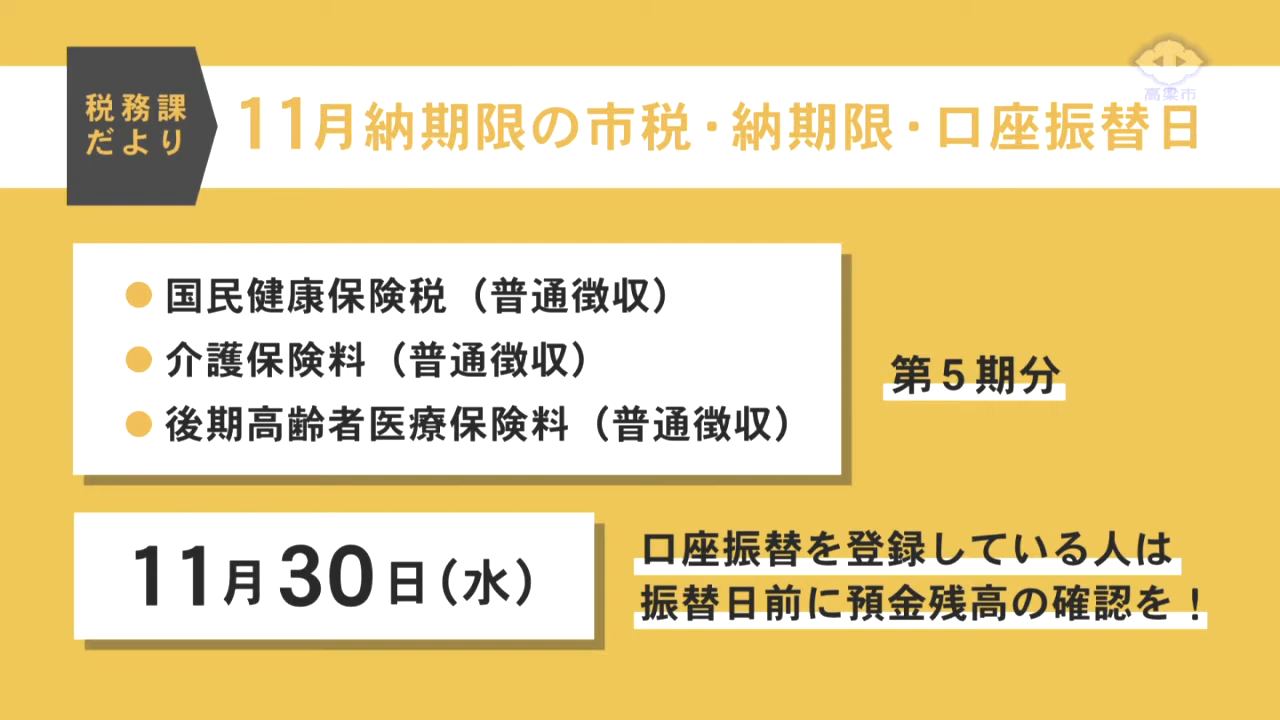 税務課
だより
11月納期限の市税・納期限・口座振替日
高梁市
● 国民健康保険税（普通徴収）
● 介護保険料（普通徴収）
● 後期高齢者医療保険料（普通徴収）
第５期分
11月30日（水）
口座振替を登録している人は
振替日前に預金残高の確認を！